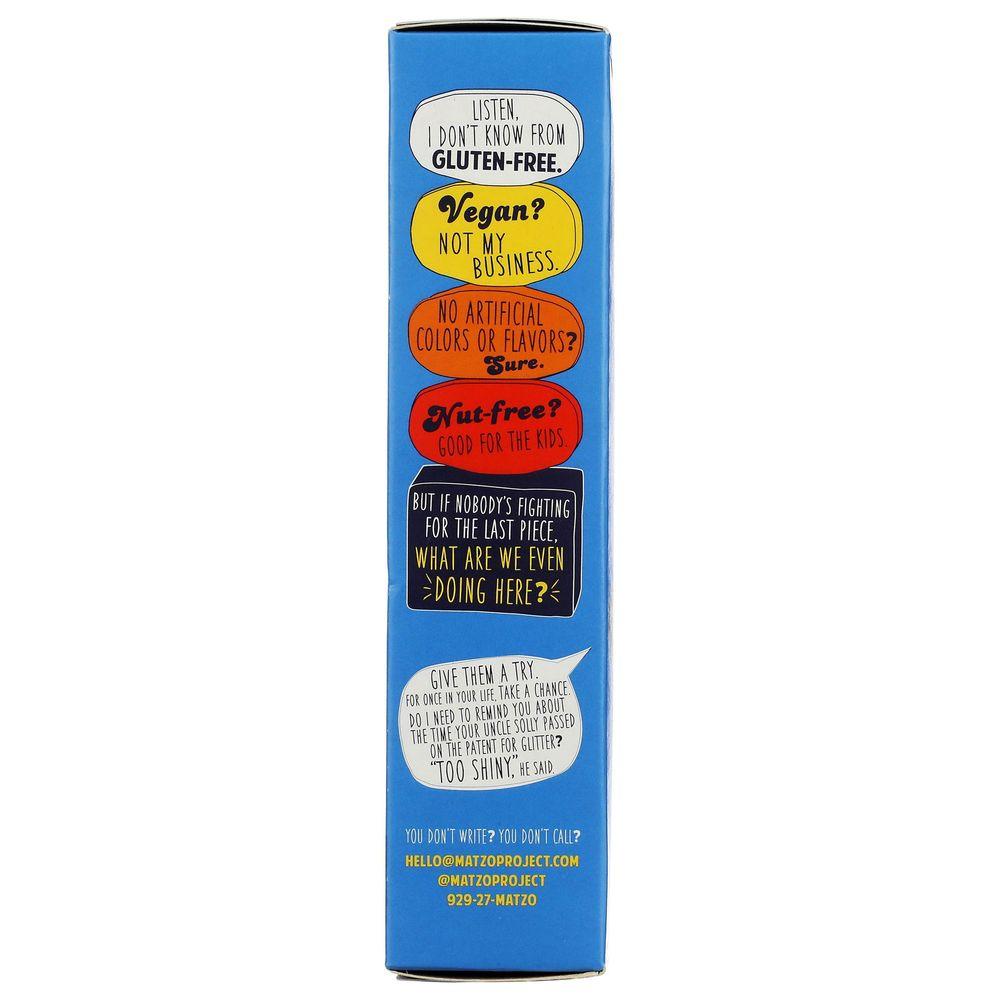 LISTEN,
I DON'T KNOW FROM
GLUTEN-FREE.
Vegan?
NOT MY
BUSINESS.
NO ARTIFICIAL
COLORS OR FLAVORS?
Sure.
Nut-free?
GOOD FOR THE KIDS.
BUT IF NOBODY'S FIGHTING
FOR THE LAST PIECE,
WHAT ARE WE EVEN
DOING HERE?
GIVE THEM A TRY.
FOR ONCE IN YOUR LIFE, TAKE A CHANCE.
DO I NEED TO REMIND YOU ABOUT
THE TIME YOUR UNCLE SOLLY PASSED
ON THE PATENT FOR GLITTER?
"TOO SHINY," HE SAID.
YOU DON'T WRITE? YOU DON'T CALL?
HELLO@MATZOPROJECT.COM
@MATZOPROJECT
929-27-MATZO